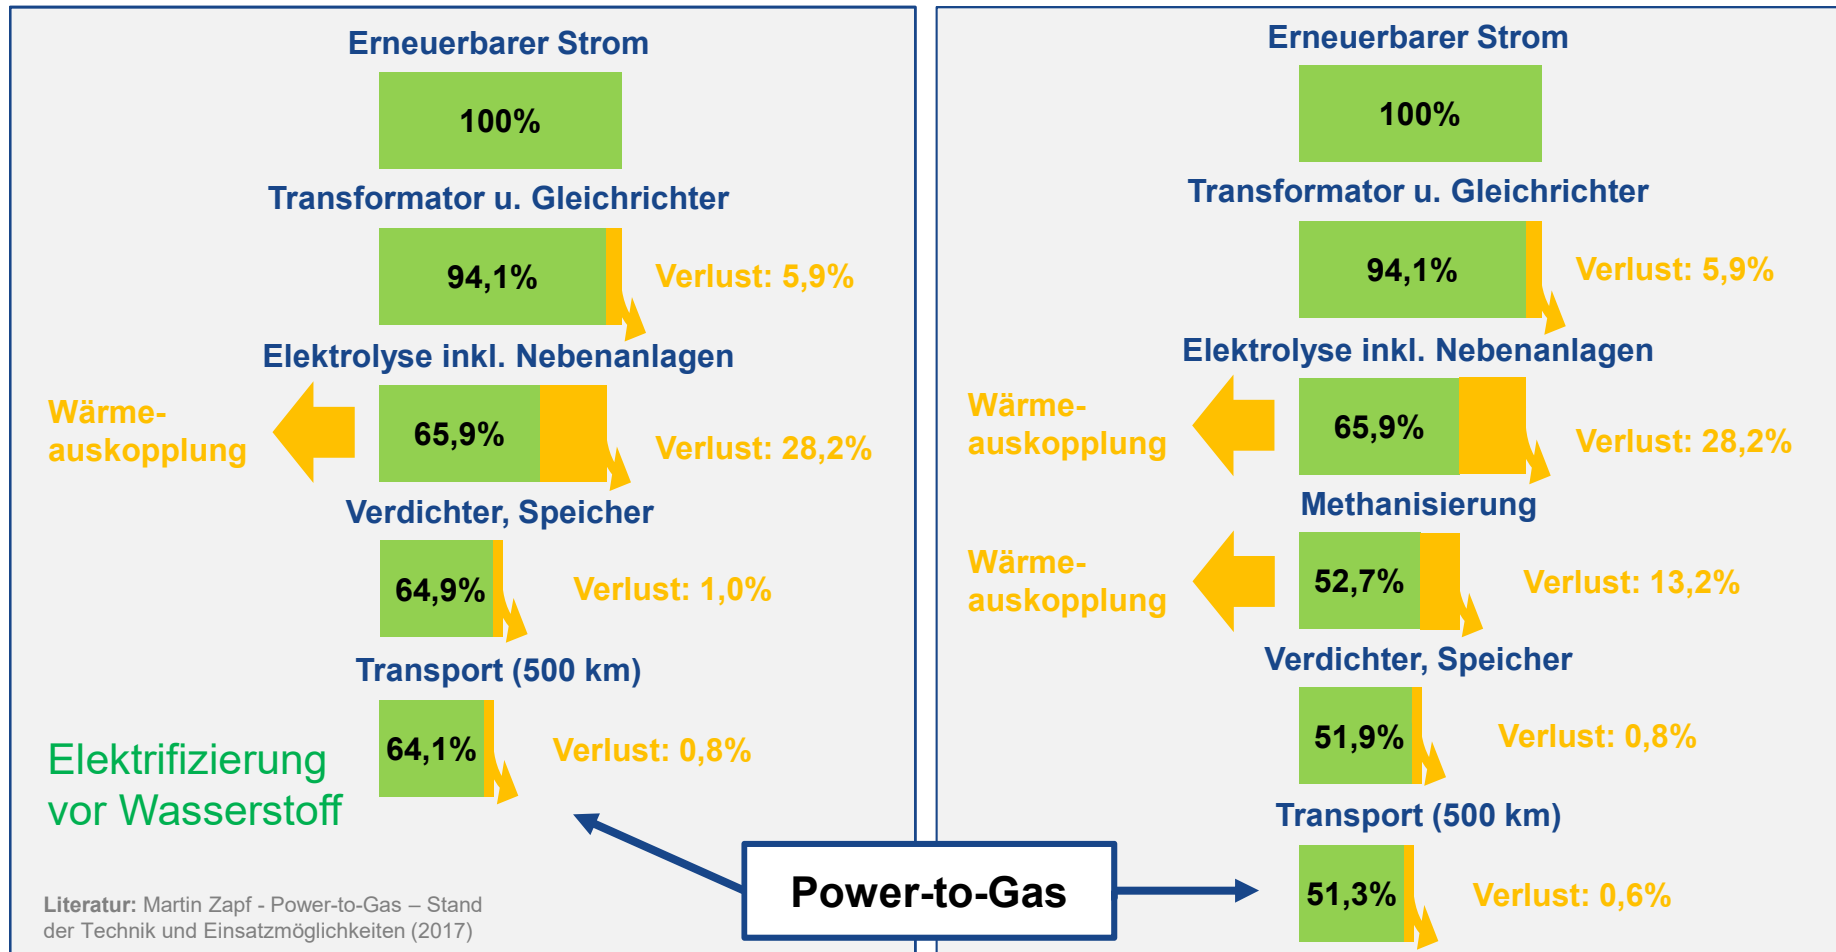 Erneuerbarer Strom
100%
Transformator u. Gleichrichter
94,1%
Verlust: 5,9%
Elektrolyse inkl. Nebenanlagen
Wärme-
auskopplung
65,9%
Verlust: 28,2%
Verdichter, Speicher
64,9%
Verlust: 1,0%
Transport (500 km)
64,1%
Verlust: 0,8%
Elektrifizierung
vor Wasserstoff
Literatur: Martin Zapf - Power-to-Gas – Stand
der Technik und Einsatzmöglichkeiten (2017)
Power-to-Gas
Erneuerbarer Strom
100%
Transformator u. Gleichrichter
94,1%
Verlust: 5,9%
Elektrolyse inkl. Nebenanlagen
Wärme-
auskopplung
65,9%
Verlust: 28,2%
Methanisierung
Wärme-
auskopplung
52,7%
Verlust: 13,2%
Verdichter, Speicher
51,9%
Verlust: 0,8%
Transport (500 km)
51,3%
Verlust: 0,6%